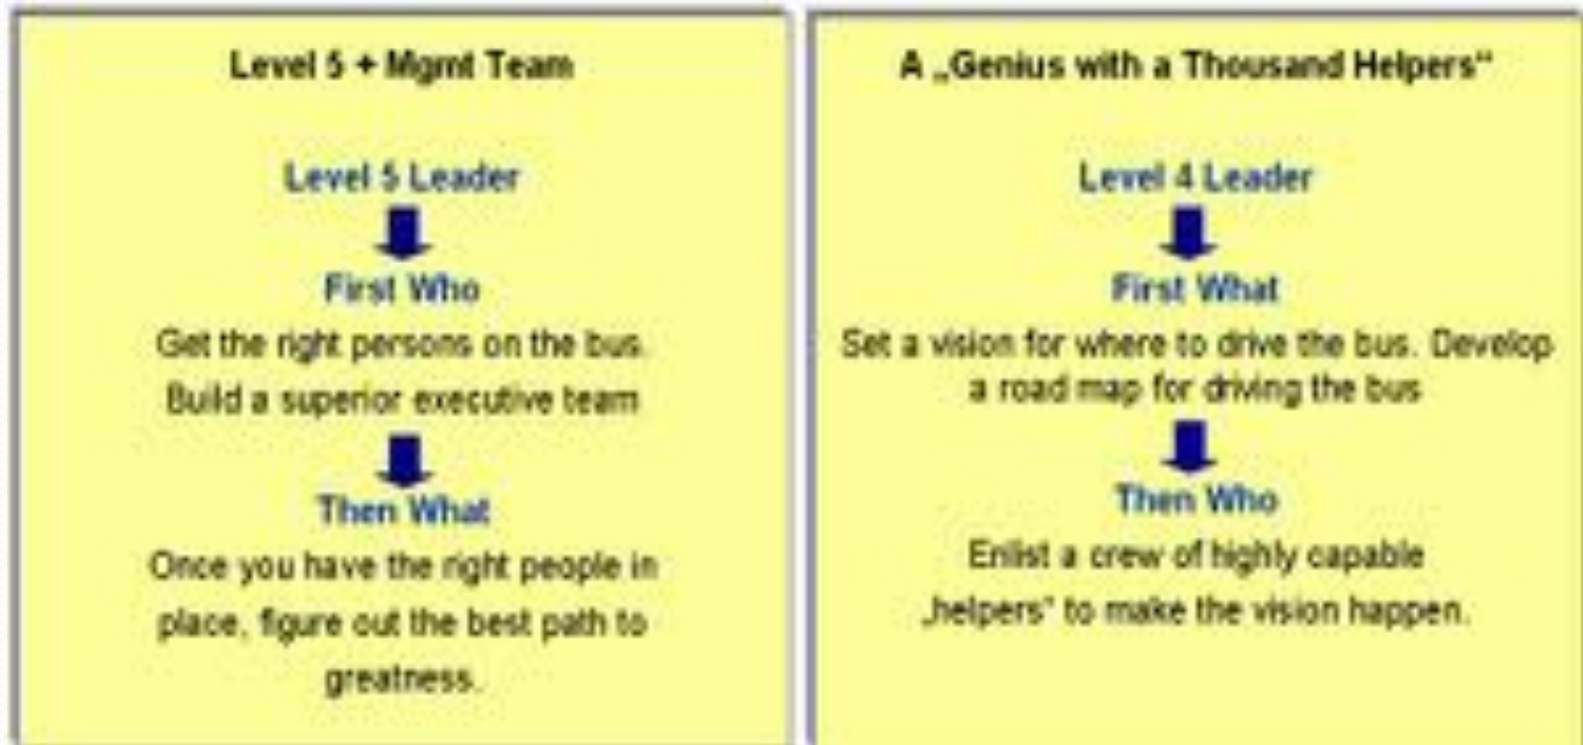 Level 5 + Mgmt Team
Level 5 Leader
First Who
Get the right persons on the bus.
Build a superior executive team
Then What
Once you have the right people in
place, figure out the best path to
greatness.
A „Genius with a Thousand Helpers“
Level 4 Leader
First What
Set a vision for where to drive the bus. Develop
a road map for driving the bus
Then Who
Enlist a crew of highly capable
„helpers“ to make the vision happen.